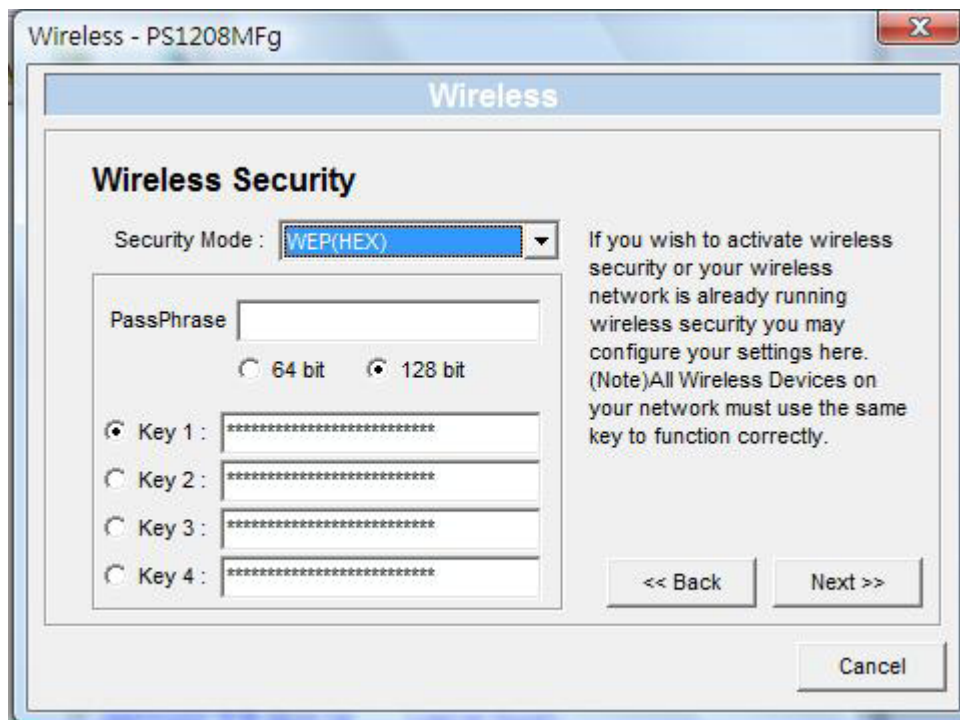 Wireless - PS1208MFg
Wireless
Wireless Security
Security Mode : WEP(HEX)
If you wish to activate wireless
security or your wireless
network is already running
wireless security you may
configure your settings here.
(Note)All Wireless Devices on
your network must use the same
key to function correctly.
PassPhrase
64 bit 128 bit
Key 1 : **************************
Key 2 : **************************
Key 3 : **************************
Key 4 : **************************
<< Back Next >>
Cancel